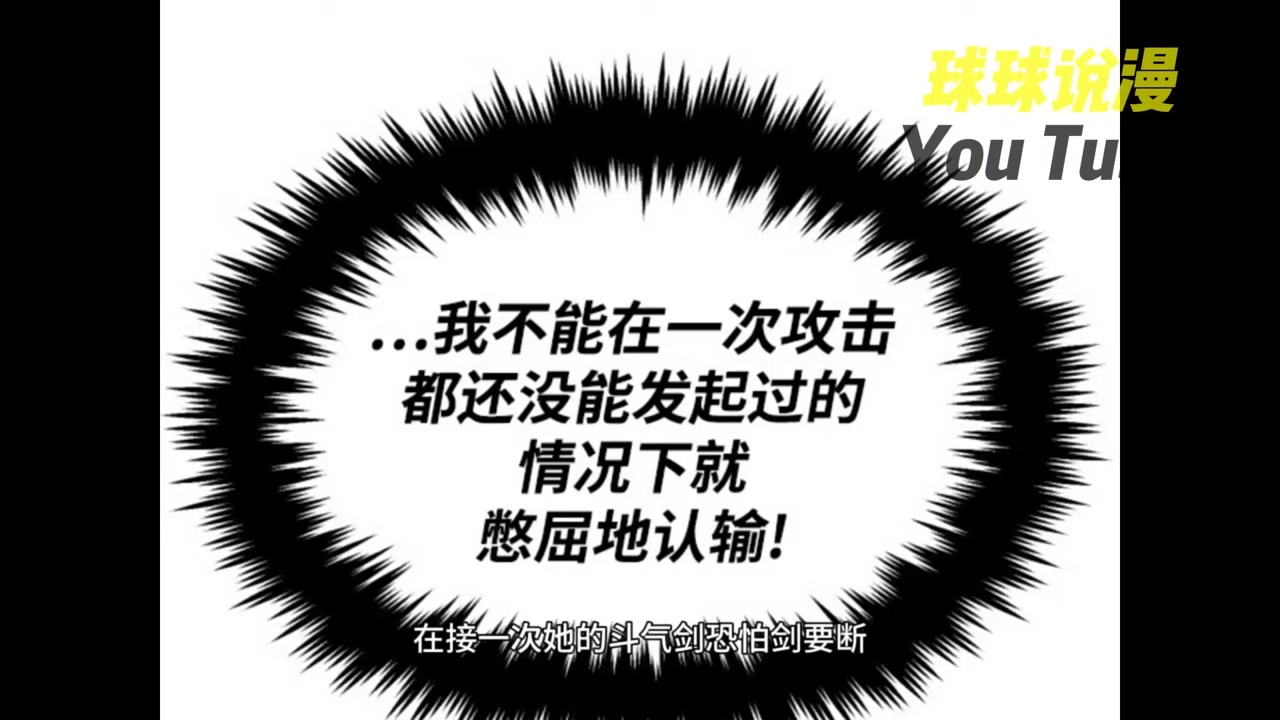 球球说漫
You Tu
…我不能在一次攻击
都还没能发起过的
情况下就
憋屈地认输!
在接一次她的斗气剑恐怕剑要断